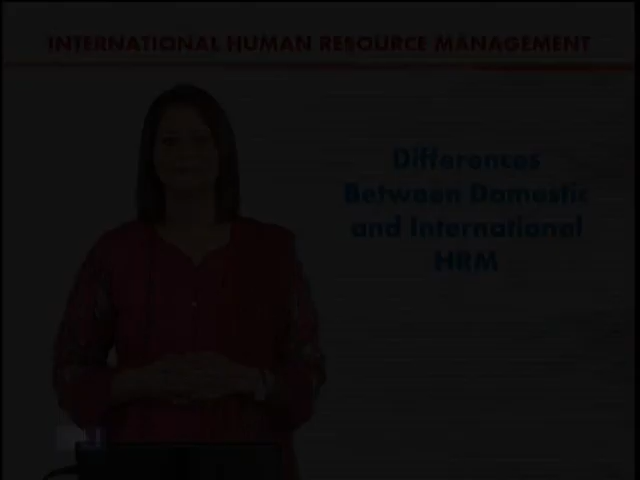 INTERNATIONAL HUMAN RESOURCE MANAGEMENT
Differences
Between Domestic
and International
HRM